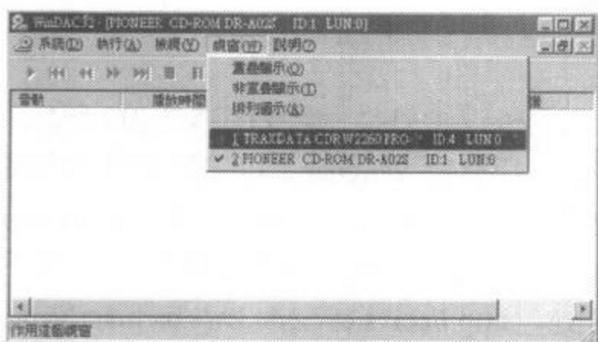 WinDAC32 - [PIONEER CD-ROM DR-A02S ID:1 LUN:0]
系統(D) 執行(A) 檢視(V) 視窗(W) 說明(?)
重疊顯示(Q)
非重疊顯示(T)
排列圖示(A)
音軌 播放時間
1 TRAXDATA CDRW2260 PRO ID:4 LUN:0
✓ 2 PIONEER CD-ROM DR-A02S ID:1 LUN:0
作用這個視窗